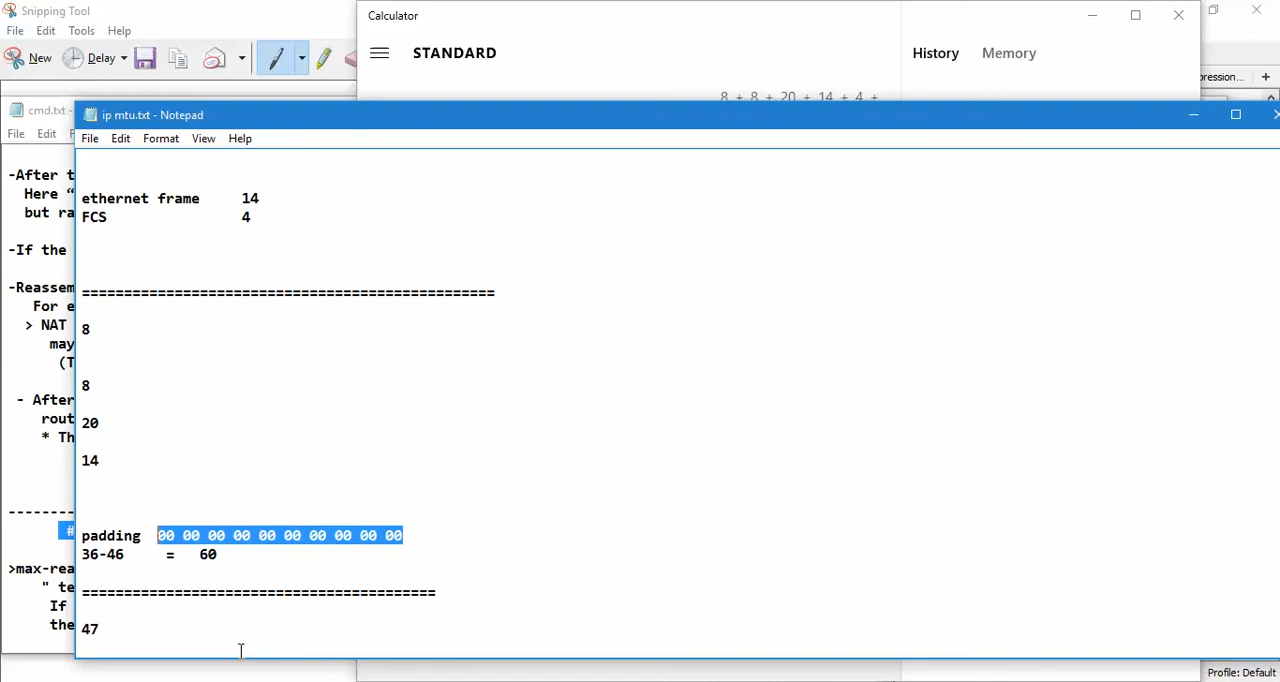 Snipping Tool
File Edit Tools Help
New Delay
Calculator
STANDARD
History Memory
8 + 8 + 20 + 14 + 4 +
pression...
cmd.txt -
File Edit
-After t
Here “
but ra
-If the
-Reassem
For e
> NAT
may
(T
- After
rout
* Th
---------
#
>max-rea
" te
If
the
ip mtu.txt - Notepad
File Edit Format View Help
ethernet frame 14
FCS 4
=================================================
8
8
20
14
padding 00 00 00 00 00 00 00 00 00 00
36-46 = 60
==========================================
47
Profile: Default